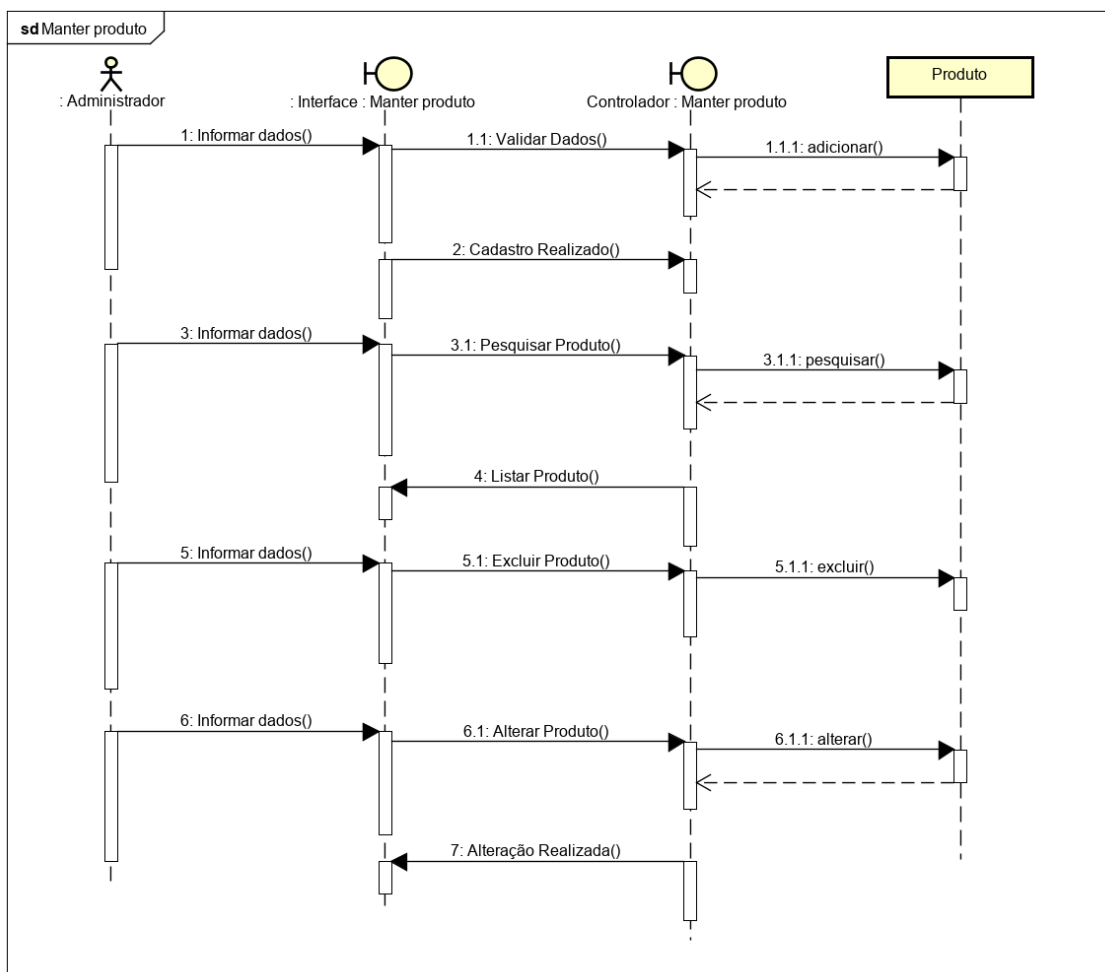 sd Manter produto
: Administrador
: Interface : Manter produto
Controlador : Manter produto
Produto
1: Informar dados()
1.1: Validar Dados()
1.1.1: adicionar()
2: Cadastro Realizado()
3: Informar dados()
3.1: Pesquisar Produto()
3.1.1: pesquisar()
4: Listar Produto()
5: Informar dados()
5.1: Excluir Produto()
5.1.1: excluir()
6: Informar dados()
6.1: Alterar Produto()
6.1.1: alterar()
7: Alteração Realizada()